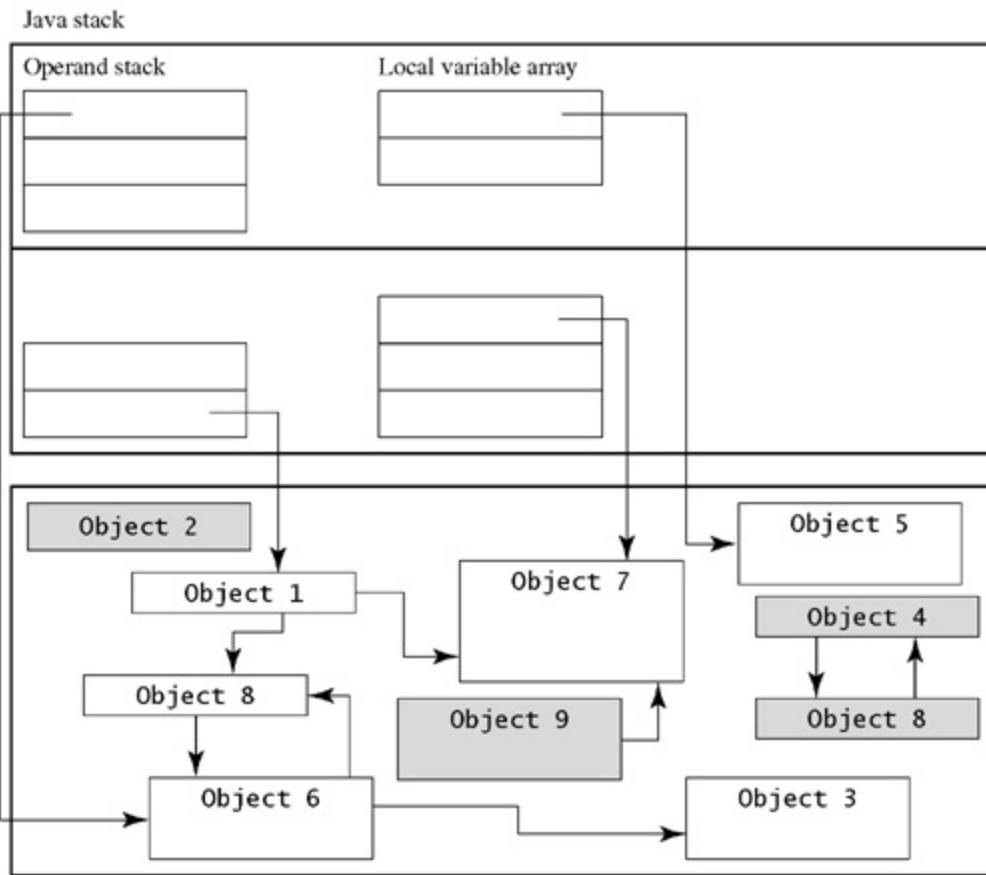 Java stack
Operand stack
Local variable array
Object 2
Object 5
Object 1
Object 7
Object 4
Object 8
Object 9
Object 8
Object 6
Object 3